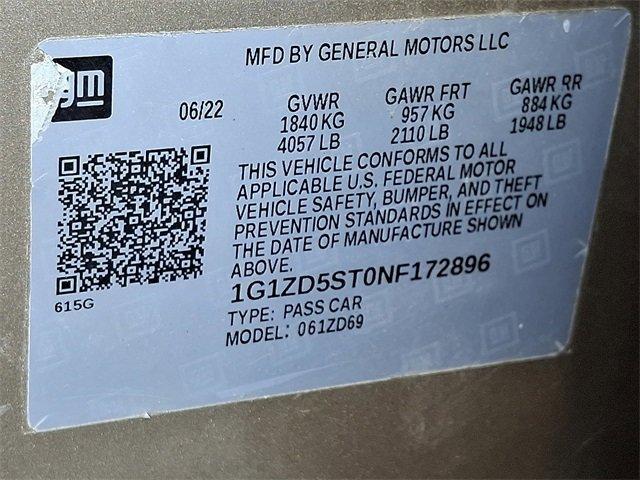 gm
MFD BY GENERAL MOTORS LLC
06/22 GVWR GAWR FRT GAWR RR
1840 KG 957 KG 884 KG
4057 LB 2110 LB 1948 LB
THIS VEHICLE CONFORMS TO ALL
APPLICABLE U.S. FEDERAL MOTOR
VEHICLE SAFETY, BUMPER, AND THEFT
PREVENTION STANDARDS IN EFFECT ON
THE DATE OF MANUFACTURE SHOWN
ABOVE.
615G
1G1ZD5ST0NF172896
TYPE: PASS CAR
MODEL: 061ZD69